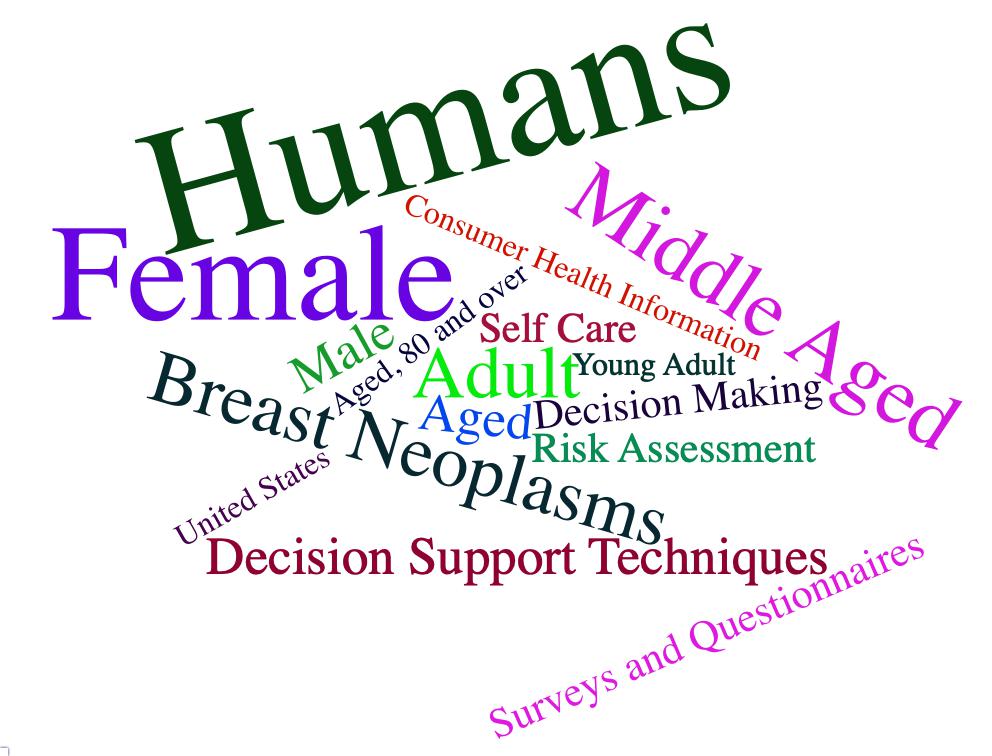 Humans
Middle Aged
Consumer Health Information
Female
Aged, 80 and over
Self Care
Male
Adult
Young Adult
Breast Neoplasms
Aged
Decision Making
Risk Assessment
United States
Decision Support Techniques
Surveys and Questionnaires